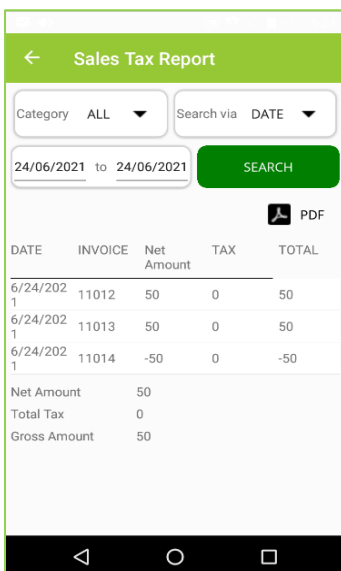 Sales Tax Report
Category ALL Search via DATE
24/06/2021 to 24/06/2021 SEARCH
PDF
DATE INVOICE Net Amount TAX TOTAL
6/24/2021 11012 50 0 50
6/24/2021 11013 50 0 50
6/24/2021 11014 -50 0 -50
Net Amount 50
Total Tax 0
Gross Amount 50